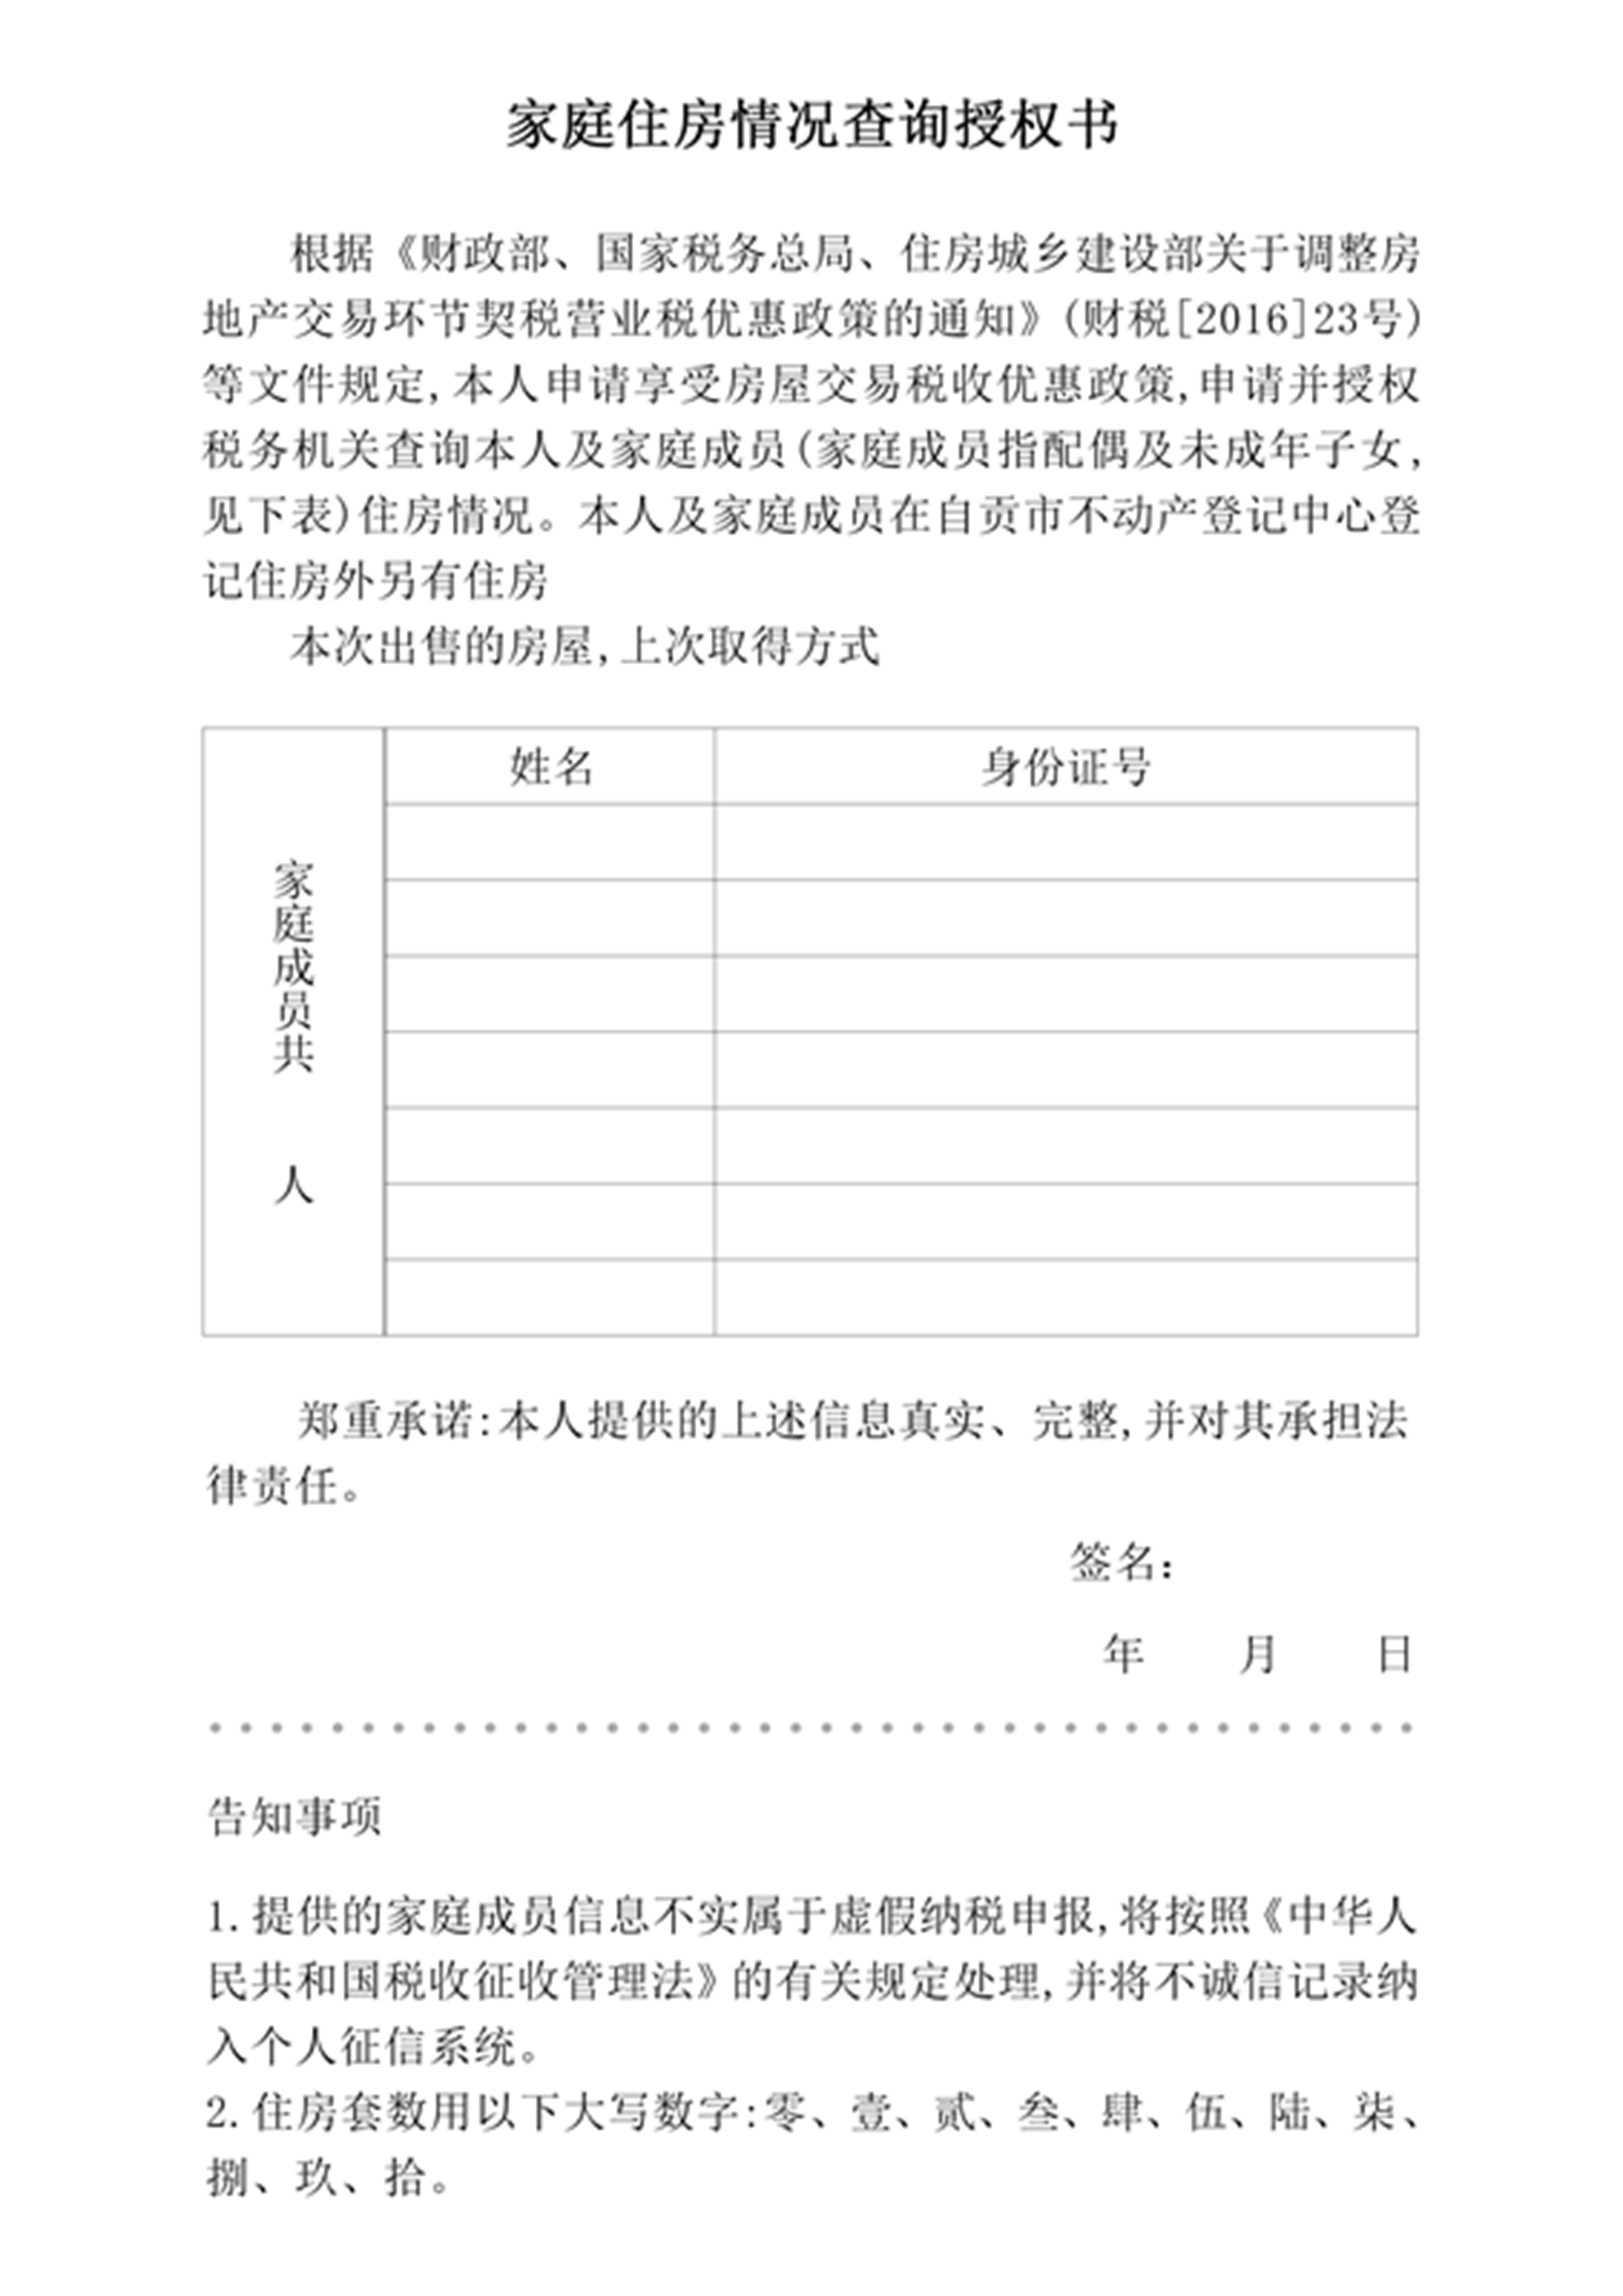 家庭住房情况查询授权书
根据《财政部、国家税务总局、住房城乡建设部关于调整房
地产交易环节契税营业税优惠政策的通知》(财税[2016]23号)
等文件规定,本人申请享受房屋交易税收优惠政策,申请并授权
税务机关查询本人及家庭成员(家庭成员指配偶及未成年子女,
见下表)住房情况。本人及家庭成员在自贡市不动产登记中心登
记住房外另有住房
本次出售的房屋,上次取得方式
家庭成员共 人
姓名 身份证号
郑重承诺:本人提供的上述信息真实、完整,并对其承担法
律责任。
签名:
年 月 日
告知事项
1.提供的家庭成员信息不实属于虚假纳税申报,将按照《中华人
民共和国税收征收管理法》的有关规定处理,并将不诚信记录纳
入个人征信系统。
2.住房套数用以下大写数字:零、壹、贰、叁、肆、伍、陆、柒、
捌、玖、拾。